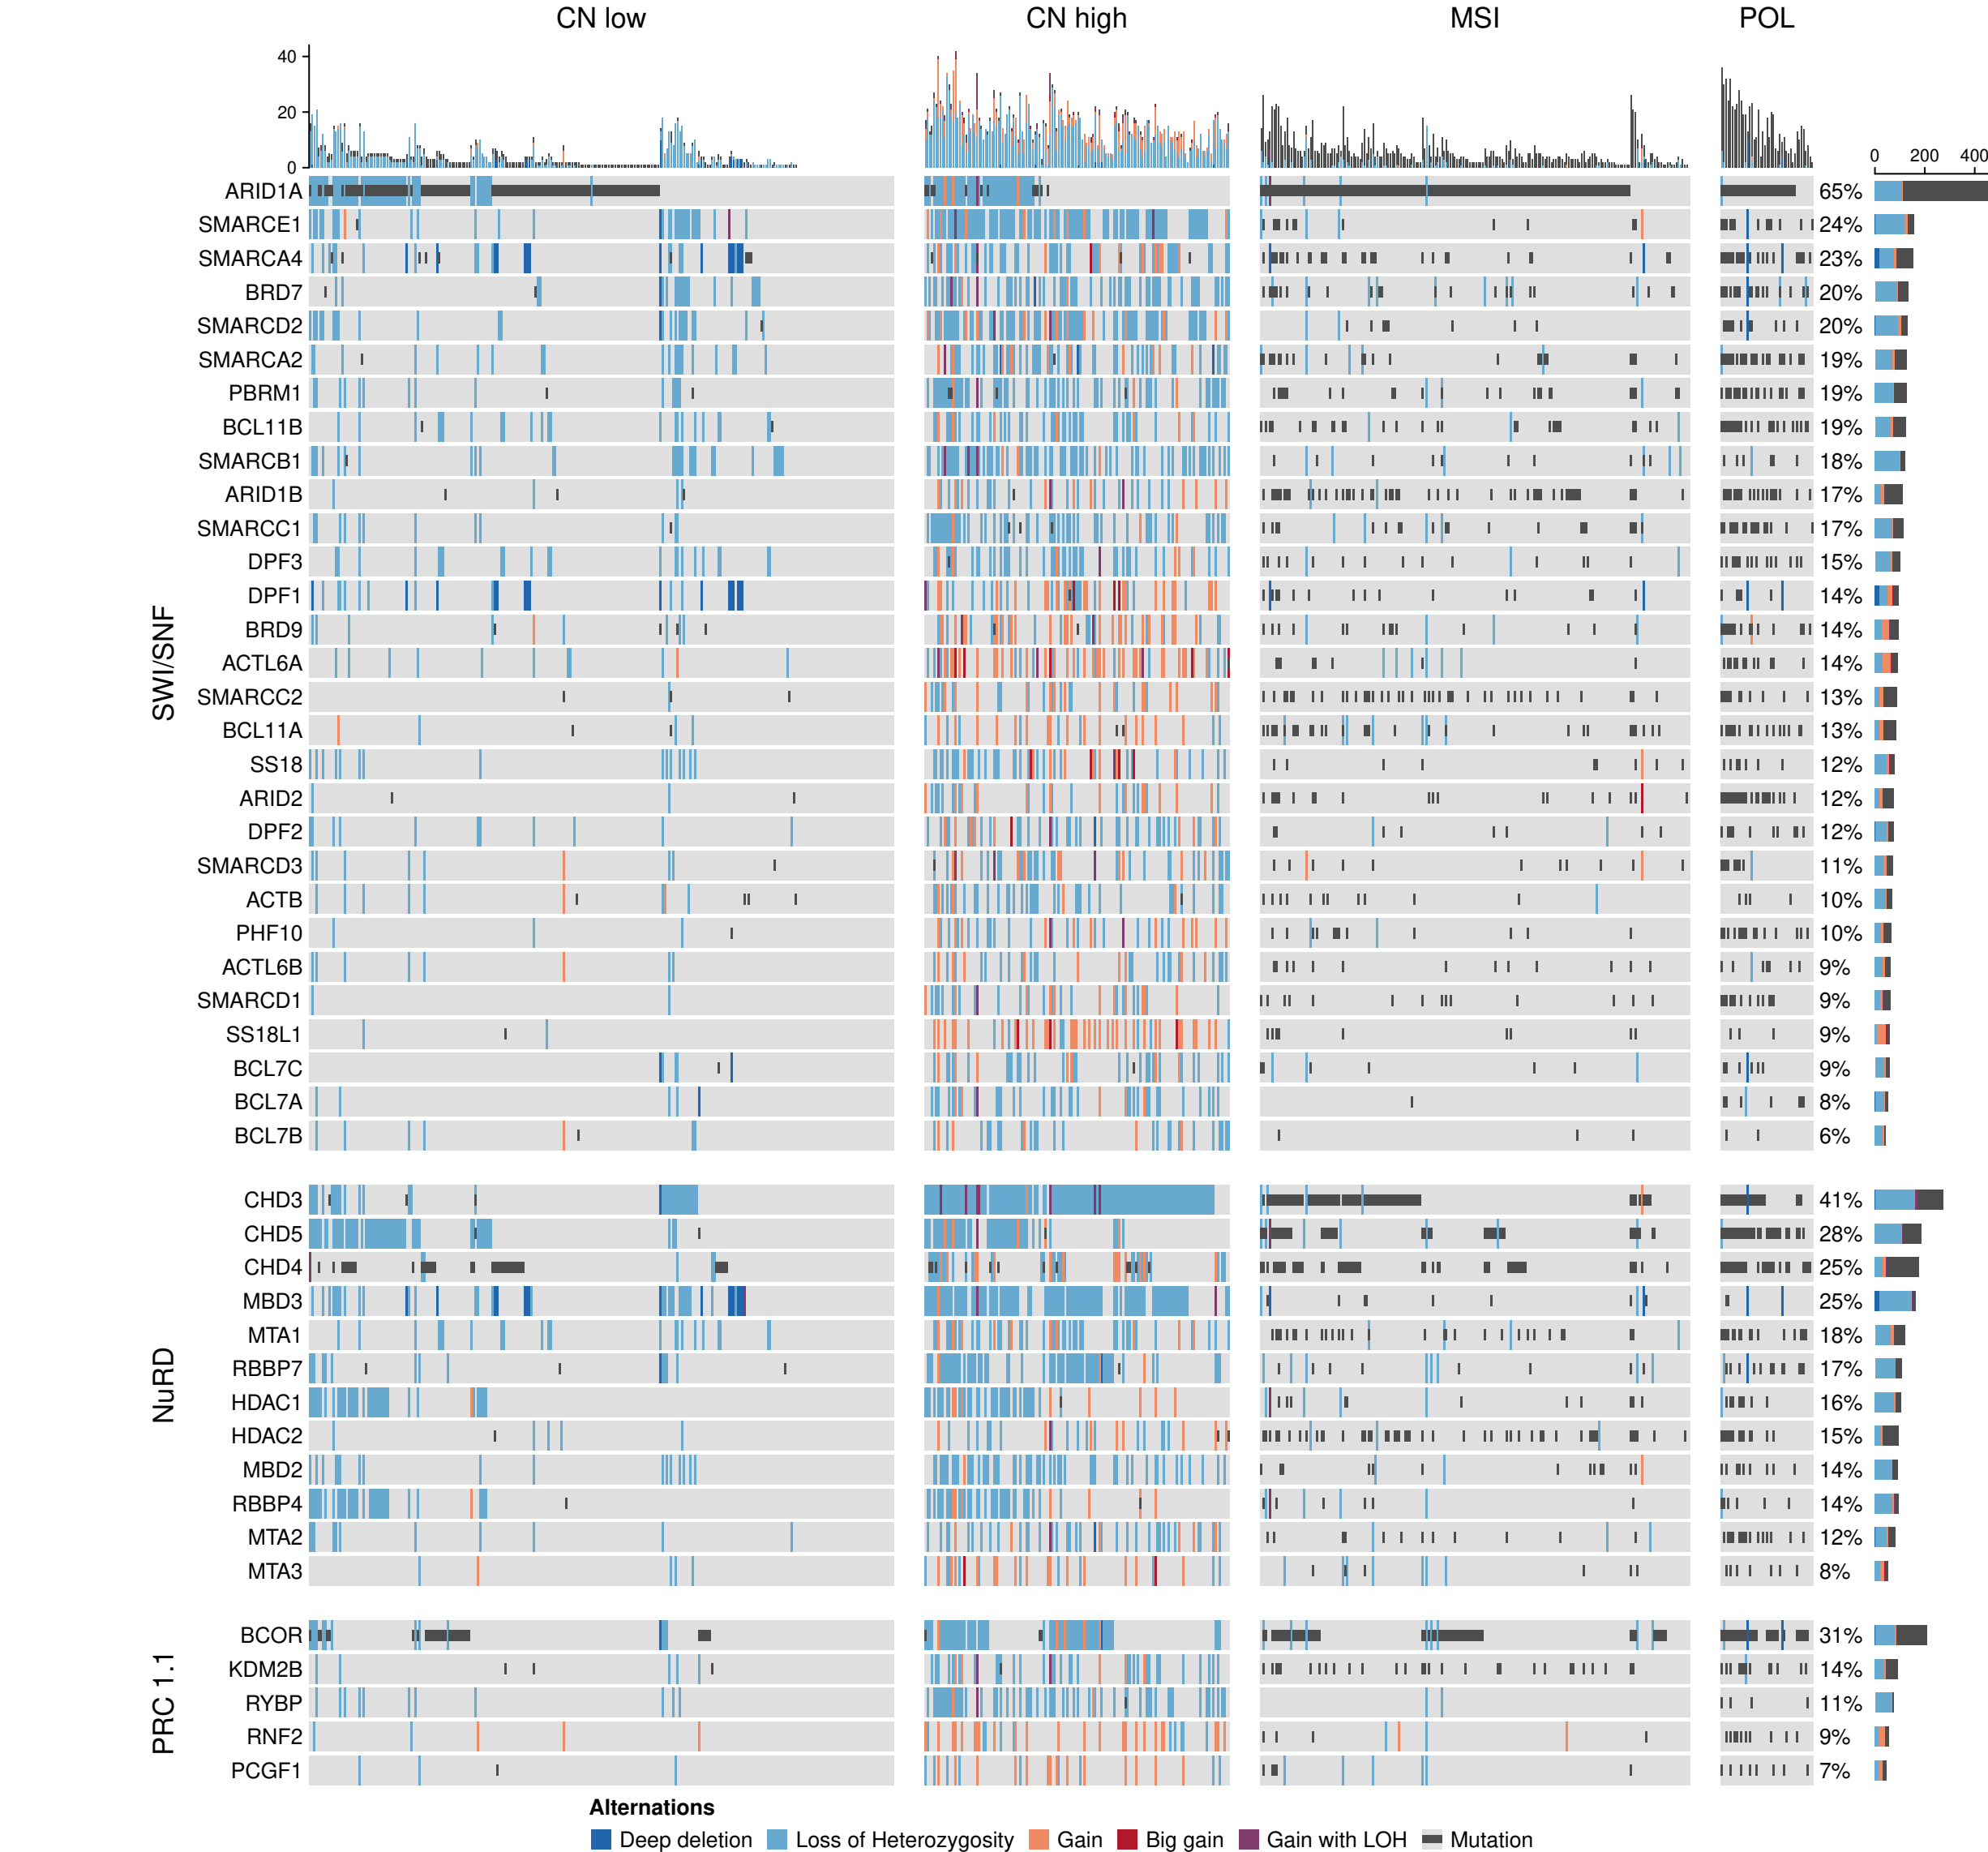 CN low CN high MSI POL
40
20
0
0 200 400
SWI/SNF
ARID1A 65%
SMARCE1 24%
SMARCA4 23%
BRD7 20%
SMARCD2 20%
SMARCA2 19%
PBRM1 19%
BCL11B 19%
SMARCB1 18%
ARID1B 17%
SMARCC1 17%
DPF3 15%
DPF1 14%
BRD9 14%
ACTL6A 14%
SMARCC2 13%
BCL11A 13%
SS18 12%
ARID2 12%
DPF2 12%
SMARCD3 11%
ACTB 10%
PHF10 10%
ACTL6B 9%
SMARCD1 9%
SS18L1 9%
BCL7C 9%
BCL7A 8%
BCL7B 6%
NuRD
CHD3 41%
CHD5 28%
CHD4 25%
MBD3 25%
MTA1 18%
RBBP7 17%
HDAC1 16%
HDAC2 15%
MBD2 14%
RBBP4 14%
MTA2 12%
MTA3 8%
PRC 1.1
BCOR 31%
KDM2B 14%
RYBP 11%
RNF2 9%
PCGF1 7%
Alternations
Deep deletion Loss of Heterozygosity Gain Big gain Gain with LOH Mutation